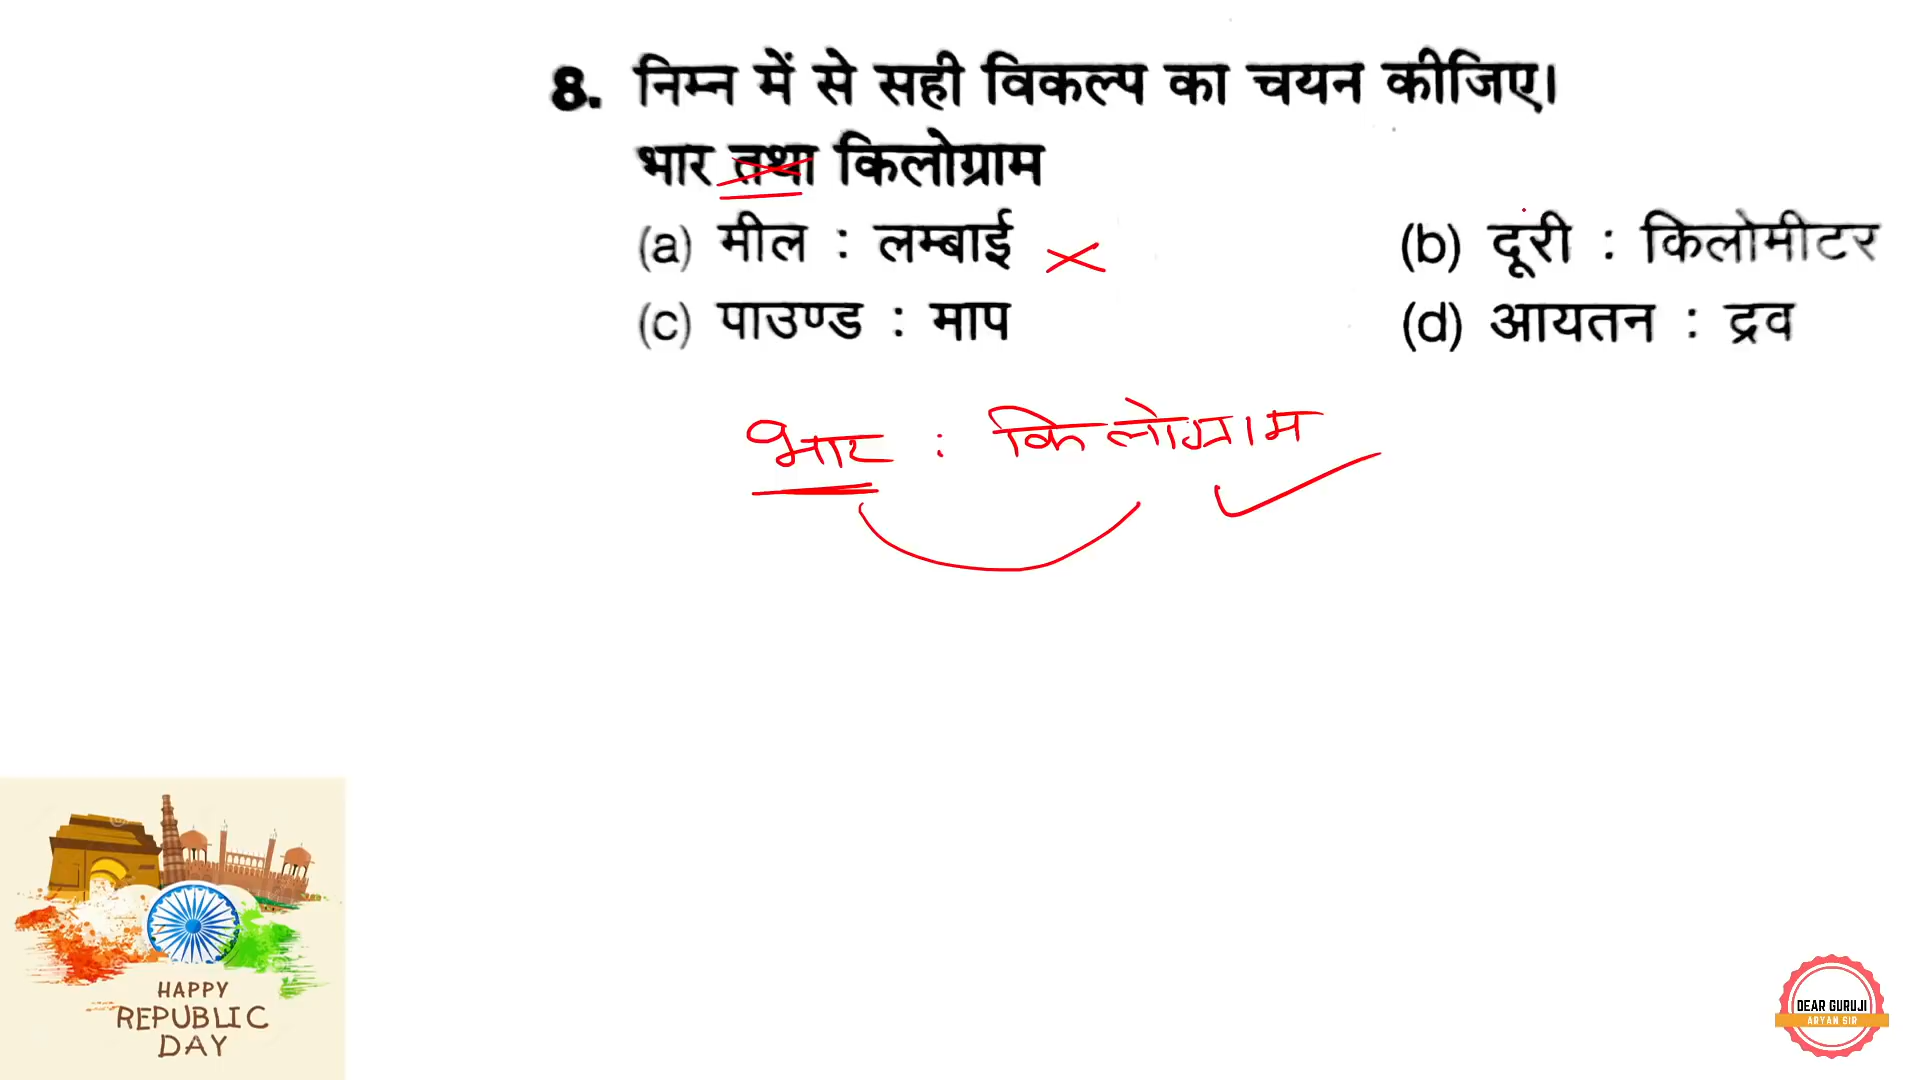 8. निम्न में से सही विकल्प का चयन कीजिए।
भार तथा किलोग्राम
(a) मील : लम्बाई
(b) दूरी : किलोमीटर
(c) पाउण्ड : माप
(d) आयतन : द्रव
भार : किलोग्राम
HAPPY
REPUBLIC
DAY
DEAR GURUJI
ARYAN SIR